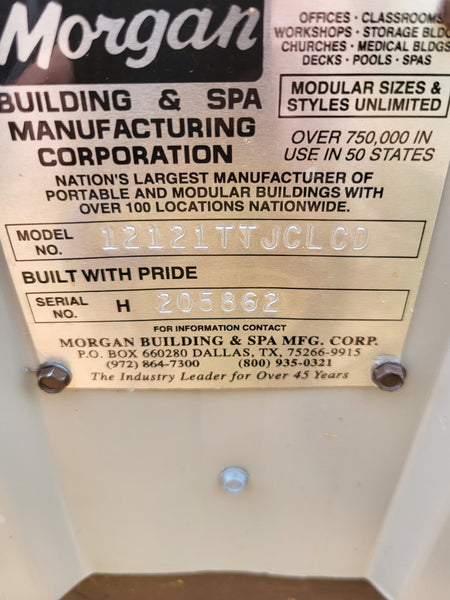 Morgan
OFFICES · CLASSROOMS
WORKSHOPS · STORAGE BLDG
CHURCHES · MEDICAL BLDGS
DECKS · POOLS · SPAS
BUILDING & SPA
MANUFACTURING
CORPORATION
MODULAR SIZES &
STYLES UNLIMITED
OVER 750,000 IN
USE IN 50 STATES
NATION'S LARGEST MANUFACTURER OF
PORTABLE AND MODULAR BUILDINGS WITH
OVER 100 LOCATIONS NATIONWIDE.
MODEL NO. 12121TTJCLCD
BUILT WITH PRIDE
SERIAL NO. H 205862
FOR INFORMATION CONTACT
MORGAN BUILDING & SPA MFG. CORP.
P.O. BOX 660280 DALLAS, TX, 75266-9915
(972) 864-7300 (800) 935-0321
The Industry Leader for Over 45 Years